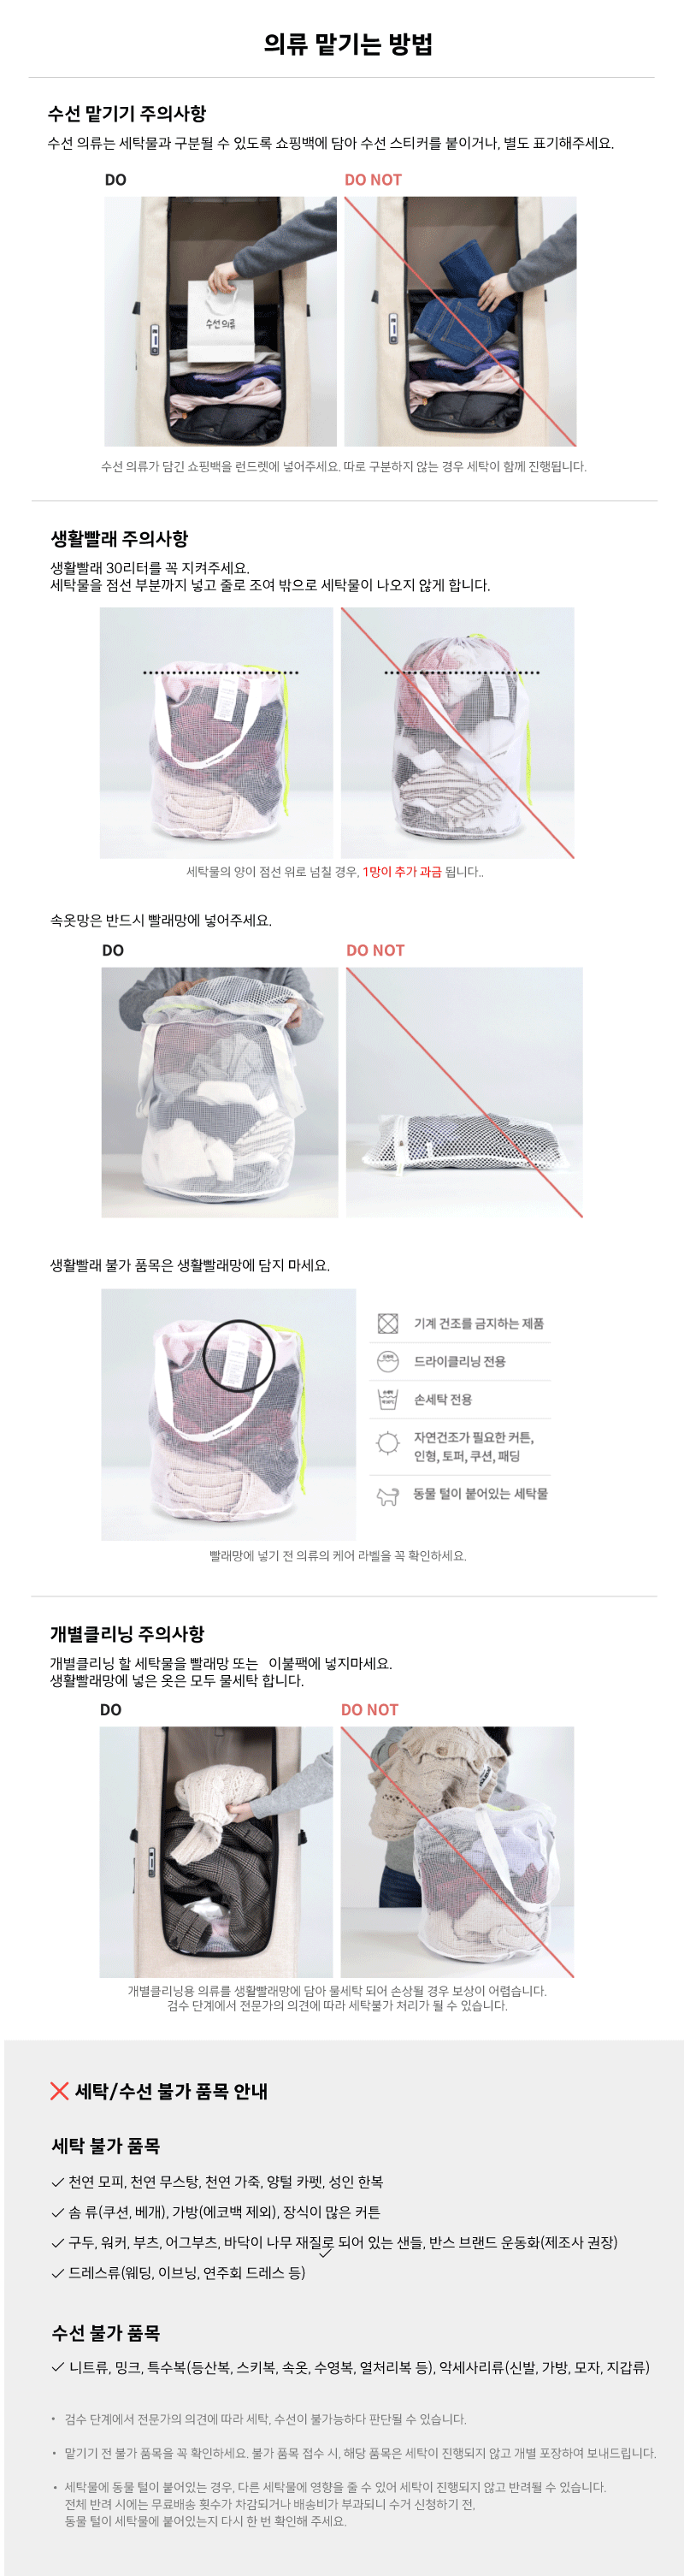 의류 맡기는 방법
수선 맡기기 주의사항
수선 의류는 세탁물과 구분될 수 있도록 쇼핑백에 담아 수선 스티커를 붙이거나, 별도 표기해주세요.
DO
DO NOT
수선의류
수선 의류가 담긴 쇼핑백을 런드렛에 넣어주세요. 따로 구분하지 않는 경우 세탁이 함께 진행됩니다.
생활빨래 주의사항
생활빨래 30리터를 꼭 지켜주세요.
세탁물을 점선 부분까지 넣고 줄로 조여 밖으로 세탁물이 나오지 않게 합니다.
세탁물의 양이 점선 위로 넘칠 경우, 1망이 추가 과금 됩니다..
속옷망은 반드시 빨래망에 넣어주세요.
DO
DO NOT
생활빨래 불가 품목은 생활빨래망에 담지 마세요.
기계 건조를 금지하는 제품
드라이클리닝 전용
손세탁 전용
자연건조가 필요한 커튼,
인형, 토퍼, 쿠션, 패딩
동물 털이 붙어있는 세탁물
빨래망에 넣기 전 의류의 케어 라벨을 꼭 확인하세요.
개별클리닝 주의사항
개별클리닝 할 세탁물을 빨래망 또는 이불팩에 넣지마세요.
생활빨래망에 넣은 옷은 모두 물세탁 합니다.
DO
DO NOT
개별클리닝용 의류를 생활빨래망에 담아 물세탁 되어 손상될 경우 보상이 어렵습니다.
검수 단계에서 전문가의 의견에 따라 세탁불가 처리가 될 수 있습니다.
세탁/수선 불가 품목 안내
세탁 불가 품목
천연 모피, 천연 무스탕, 천연 가죽, 양털 카펫, 성인 한복
솜 류(쿠션, 베개), 가방(에코백 제외), 장식이 많은 커튼
구두, 워커, 부츠, 어그부츠, 바닥이 나무 재질로 되어 있는 샌들, 반스 브랜드 운동화(제조사 권장)
드레스류(웨딩, 이브닝, 연주회 드레스 등)
수선 불가 품목
니트류, 밍크, 특수복(등산복, 스키복, 속옷, 수영복, 열처리복 등), 악세사리류(신발, 가방, 모자, 지갑류)
• 검수 단계에서 전문가의 의견에 따라 세탁, 수선이 불가능하다 판단될 수 있습니다.
• 맡기기 전 불가 품목을 꼭 확인하세요. 불가 품목 접수 시, 해당 품목은 세탁이 진행되지 않고 개별 포장하여 보내드립니다.
• 세탁물에 동물 털이 붙어있는 경우, 다른 세탁물에 영향을 줄 수 있어 세탁이 진행되지 않고 반려될 수 있습니다.
전체 반려 시에는 무료배송 횟수가 차감되거나 배송비가 부과되니 수거 신청하기 전,
동물 털이 세탁물에 붙어있는지 다시 한 번 확인해 주세요.